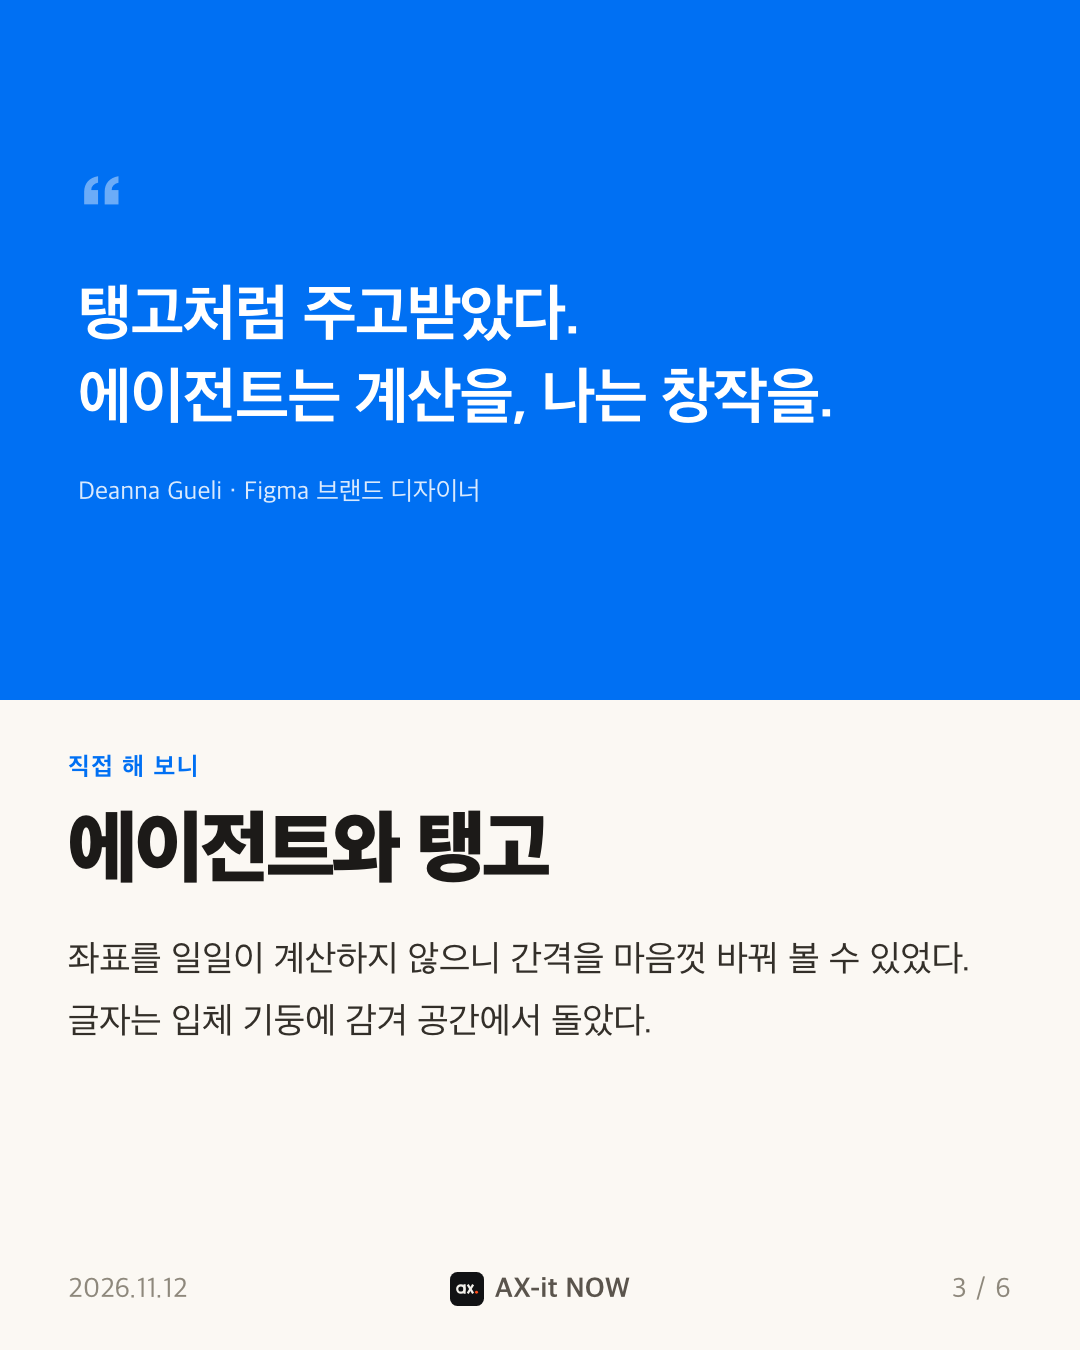 “
탱고처럼 주고받았다.
에이전트는 계산을, 나는 창작을.
Deanna Gueli · Figma 브랜드 디자이너
직접 해 보니
에이전트와 탱고
좌표를 일일이 계산하지 않으니 간격을 마음껏 바꿔 볼 수 있었다.
글자는 입체 기둥에 감겨 공간에서 돌았다.
2026.11.12
ax.
AX-it NOW
3 / 6